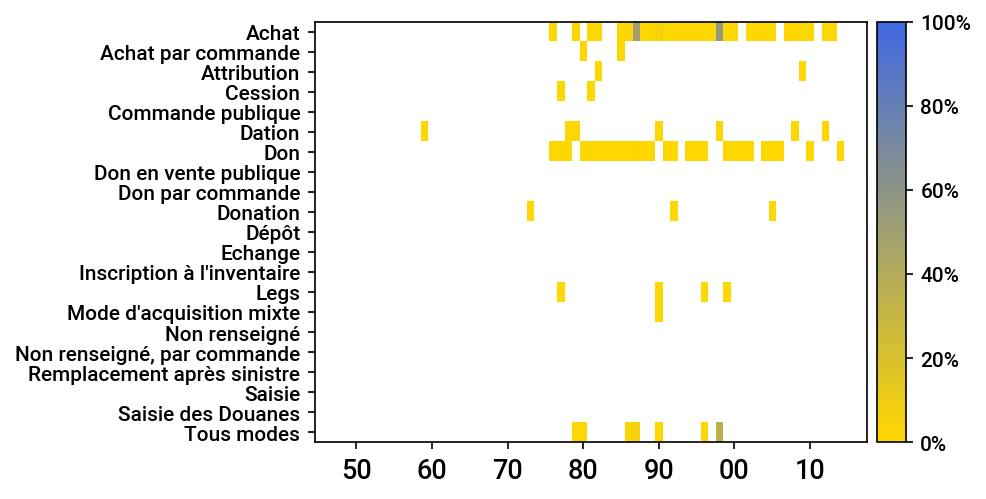 Achat
Achat par commande
Attribution
Cession
Commande publique
Dation
Don
Don en vente publique
Don par commande
Donation
Dépôt
Echange
Inscription à l'inventaire
Legs
Mode d'acquisition mixte
Non renseigné
Non renseigné, par commande
Remplacement après sinistre
Saisie
Saisie des Douanes
Tous modes
50 60 70 80 90 00 10
100%
80%
60%
40%
20%
0%